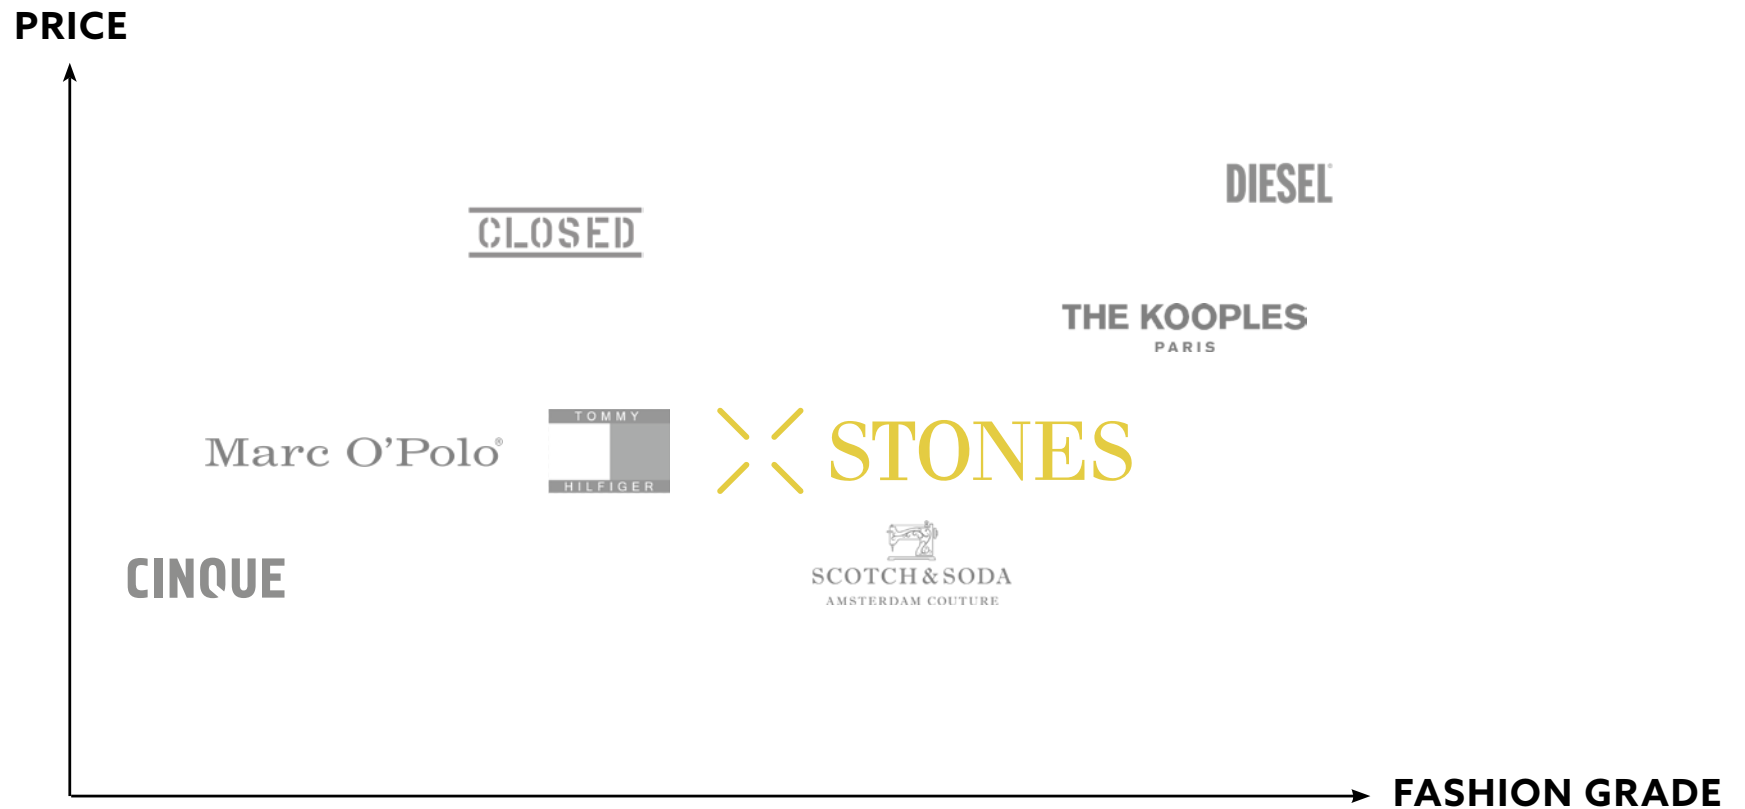 PRICE
DIESEL
CLOSED
THE KOOPLES
PARIS
TOMMY
HILFIGER
Marc O'Polo®
STONES
CINQUE
SCOTCH & SODA
AMSTERDAM COUTURE
FASHION GRADE